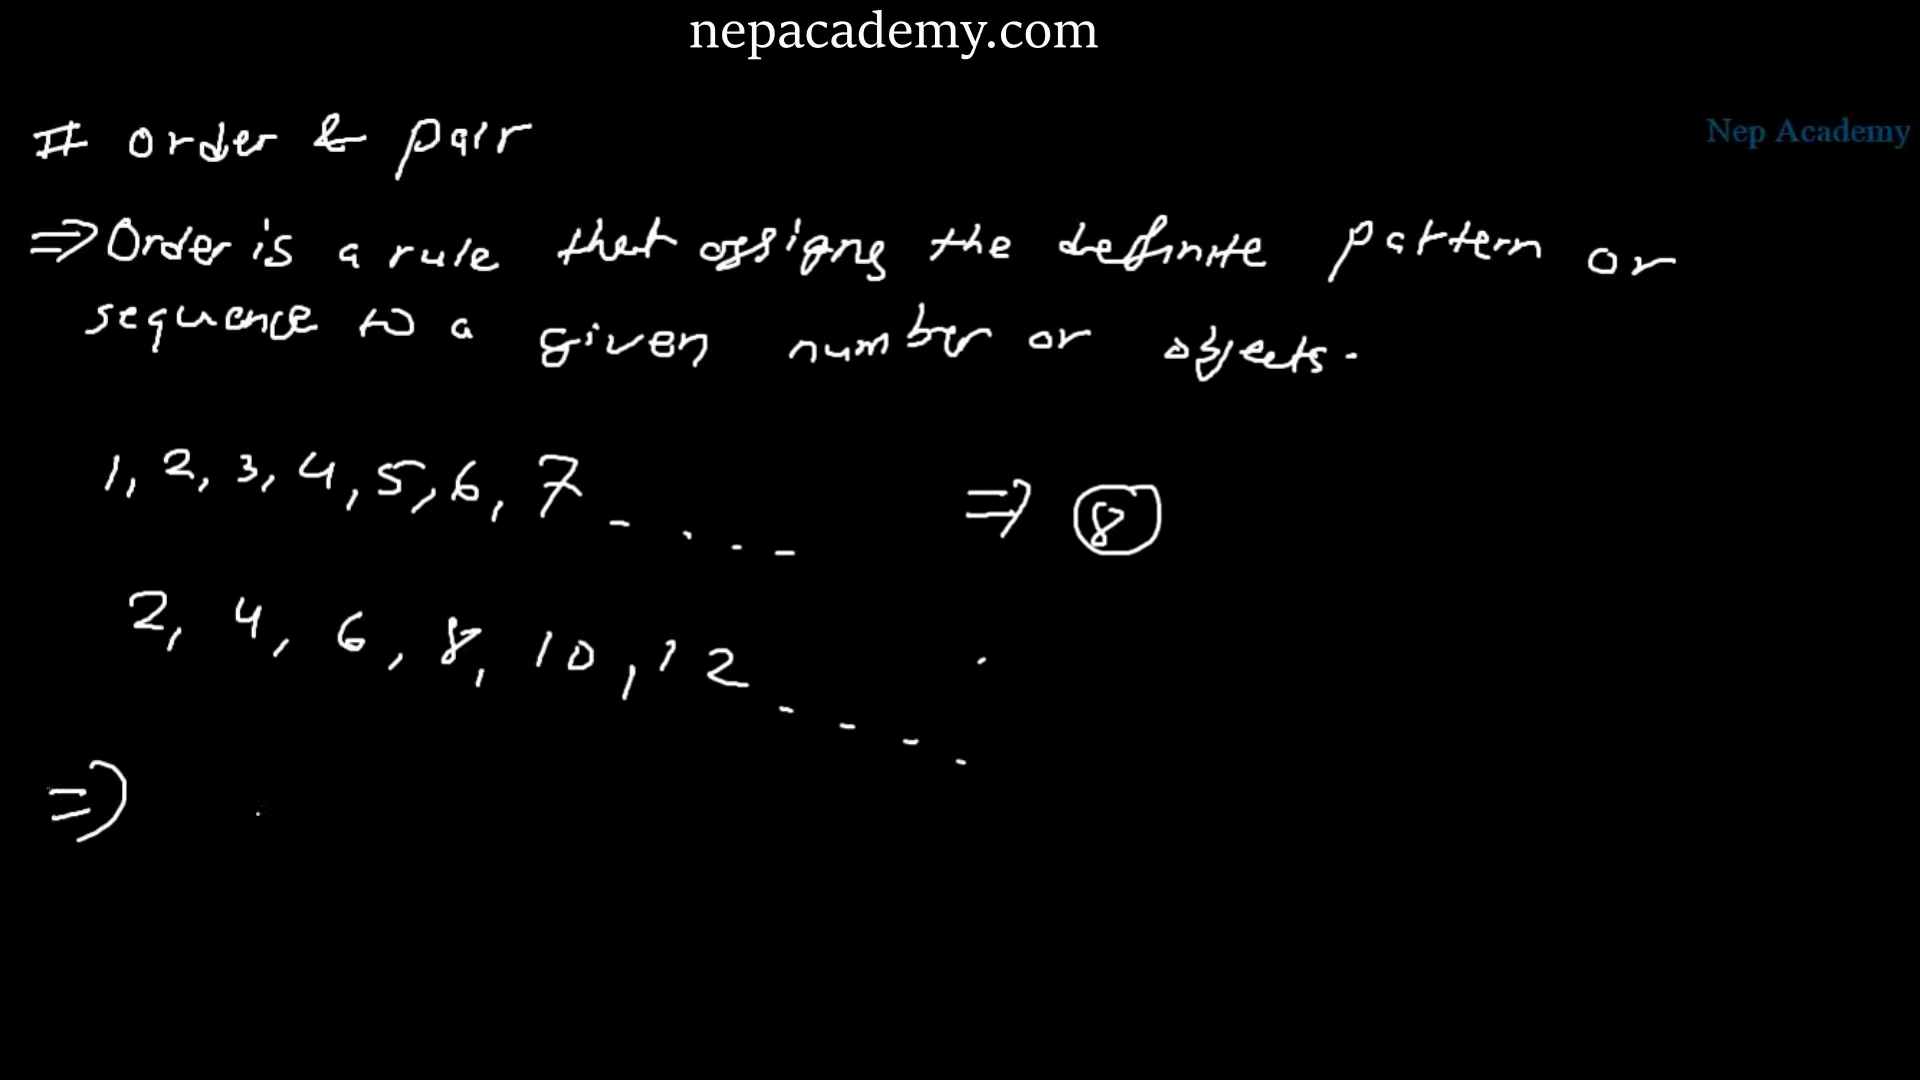 nepacademy.com
Nep Academy
# order & pair
⇒ Order is a rule that assigns the definite pattern or
sequence to a given number or objects.
1, 2, 3, 4, 5, 6, 7 - . . - ⇒ 8
2, 4, 6, 8, 10, 12 - - - .
⇒